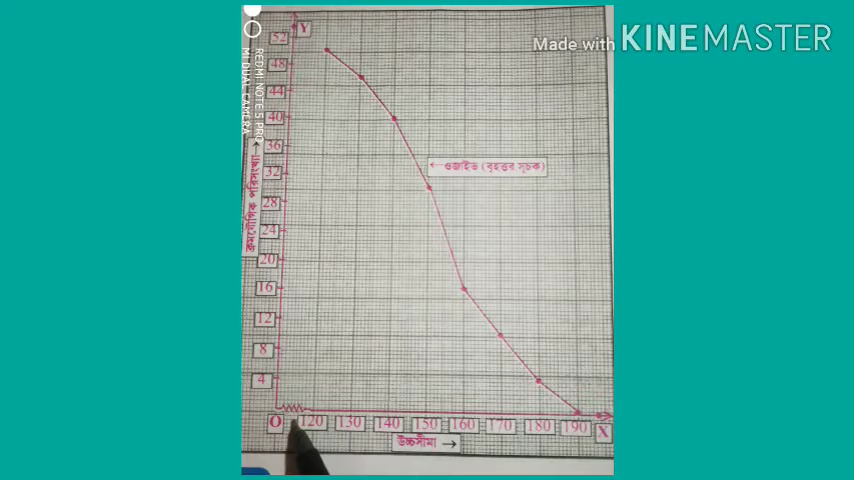 Made with KINEMASTER
REDMI NOTE 5 PRO
MI DUAL CAMERA
Y
52
48
44
40
36
32
28
24
20
16
12
8
4
ক্রমযৌগিক পরিসংখ্যা→
←ওজাইভ (বৃহত্তর সূচক)
O 120 130 140 150 160 170 180 190 X
উচ্চসীমা →